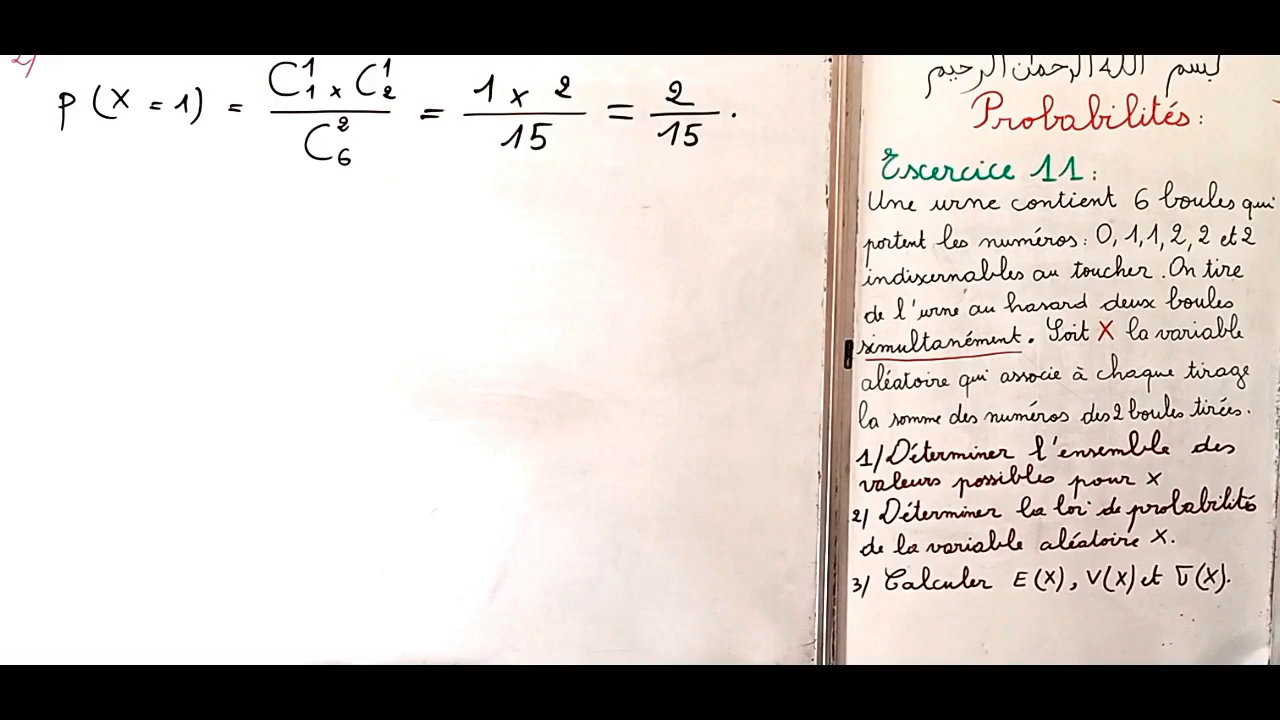 2/
P(X = 1) = C¹₁ × C¹₂ / C²₆ = 1 × 2 / 15 = 2 / 15 .
بسم الله الرحمان الرحيم
Probabilités :
Exercice 11 :
Une urne contient 6 boules qui
portent les numéros : 0, 1, 1, 2, 2 et 2
indiscernables au toucher. On tire
de l'urne au hasard deux boules
simultanément. Soit X la variable
aléatoire qui associe à chaque tirage
la somme des numéros des 2 boules tirées.
1/ Déterminer l'ensemble des
valeurs possibles pour X
2/ Déterminer la loi de probabilité
de la variable aléatoire X.
3/ Calculer E(X), V(X) et σ(X).